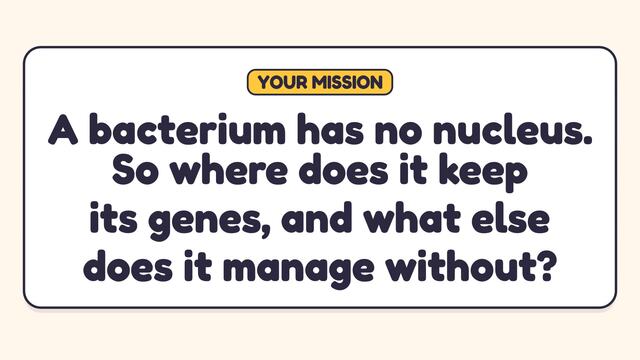 YOUR MISSION
A bacterium has no nucleus.
So where does it keep
its genes, and what else
does it manage without?